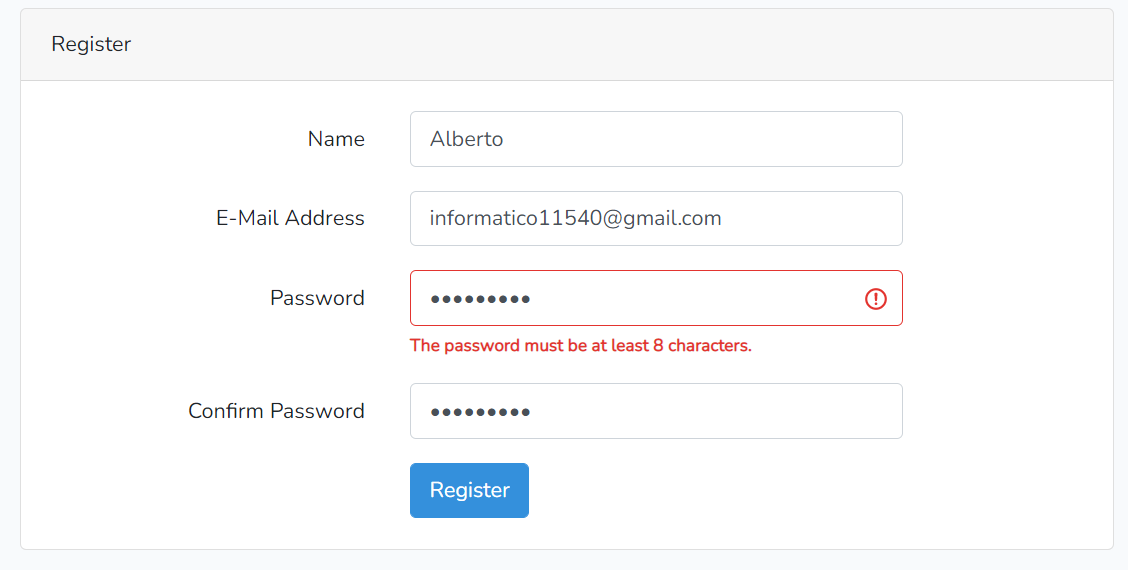 Register
Name
Alberto
E-Mail Address
informatico11540@gmail.com
Password
•••••••••
The password must be at least 8 characters.
Confirm Password
•••••••••
Register